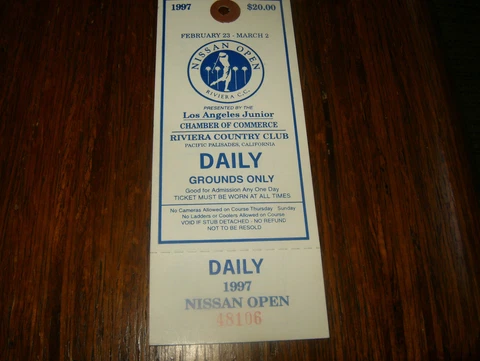 1997 $20.00
FEBRUARY 23 - MARCH 2
NISSAN OPEN
RIVIERA C.C.
PRESENTED BY THE
Los Angeles Junior
CHAMBER OF COMMERCE
RIVIERA COUNTRY CLUB
PACIFIC PALISADES, CALIFORNIA
DAILY
GROUNDS ONLY
Good for Admission Any One Day
TICKET MUST BE WORN AT ALL TIMES
No Cameras Allowed on Course Thursday Sunday
No Ladders or Coolers Allowed on Course
VOID IF STUB DETACHED - NO REFUND
NOT TO BE RESOLD
DAILY
1997
NISSAN OPEN
48106